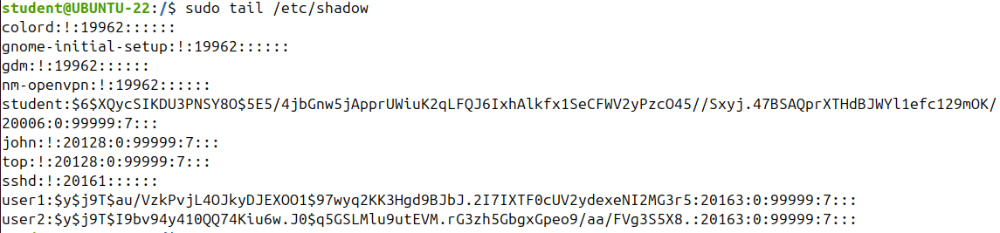 student@UBUNTU-22:/$ sudo tail /etc/shadow
colord:!:19962::::::
gnome-initial-setup:!:19962::::::
gdm:!:19962::::::
nm-openvpn:!:19962::::::
student:$6$XQycSIKDU3PNSY8O$5E5/4jbGnw5jApprUWiuK2qLFQJ6IxhAlkfx1SeCFWV2yPzcO45//Sxyj.47BSAQprXTHdBJWYl1efc129mOK/
20006:0:99999:7:::
john:!:20128:0:99999:7:::
top:!:20128:0:99999:7:::
sshd:!:20161::::::
user1:$y$j9T$au/VzkPvjL4OJkyDJEXOO1$97wyq2KK3Hgd9BJbJ.2I7IXTF0cUV2ydexeNI2MG3r5:20163:0:99999:7:::
user2:$y$j9T$I9bv94y410QQ74Kiu6w.J0$q5GSLMlu9utEVM.rG3zh5GbgxGpeo9/aa/FVg3S5X8.:20163:0:99999:7:::